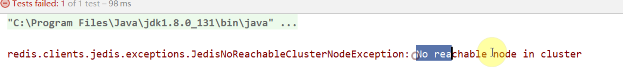 Tests failed: 1 of 1 test – 98 ms
"C:\Program Files\Java\jdk1.8.0_131\bin\java" ...
redis.clients.jedis.exceptions.JedisNoReachableClusterNodeException: No reachable node in cluster